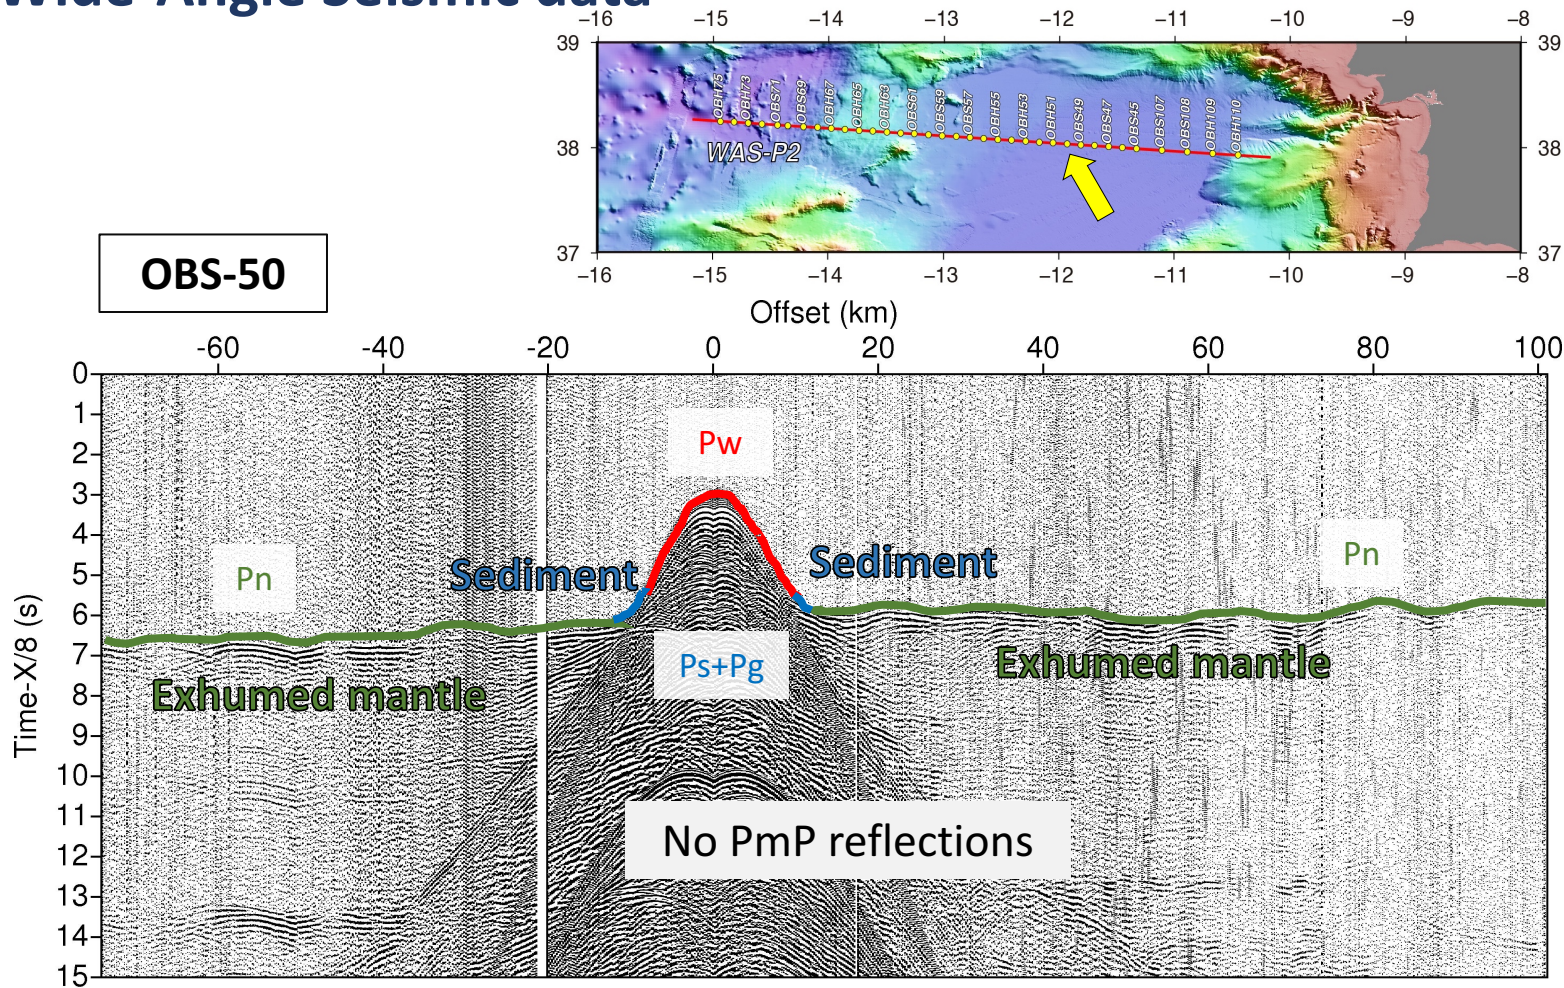 Wide-Angle Seismic data
−16 −15 −14 −13 −12 −11 −10 −9 −8
39 39
OBH75 OBH73 OBS71 OBS69 OBH67 OBH65 OBH63 OBS61 OBS59 OBS57 OBH55 OBH53 OBH51 OBS49 OBS47 OBS45 OBS107 OBS108 OBH109 OBH110
38 38
WAS-P2
37 37
−16 −15 −14 −13 −12 −11 −10 −9 −8
OBS-50
Offset (km)
-60 -40 -20 0 20 40 60 80 100
0
1
Pw
2
3
4
Sediment Sediment Pn
5
Pn
6
Ps+Pg
7
Exhumed mantle Exhumed mantle
8
9
10
11
No PmP reflections
12
13
14
15
Time-X/8 (s)